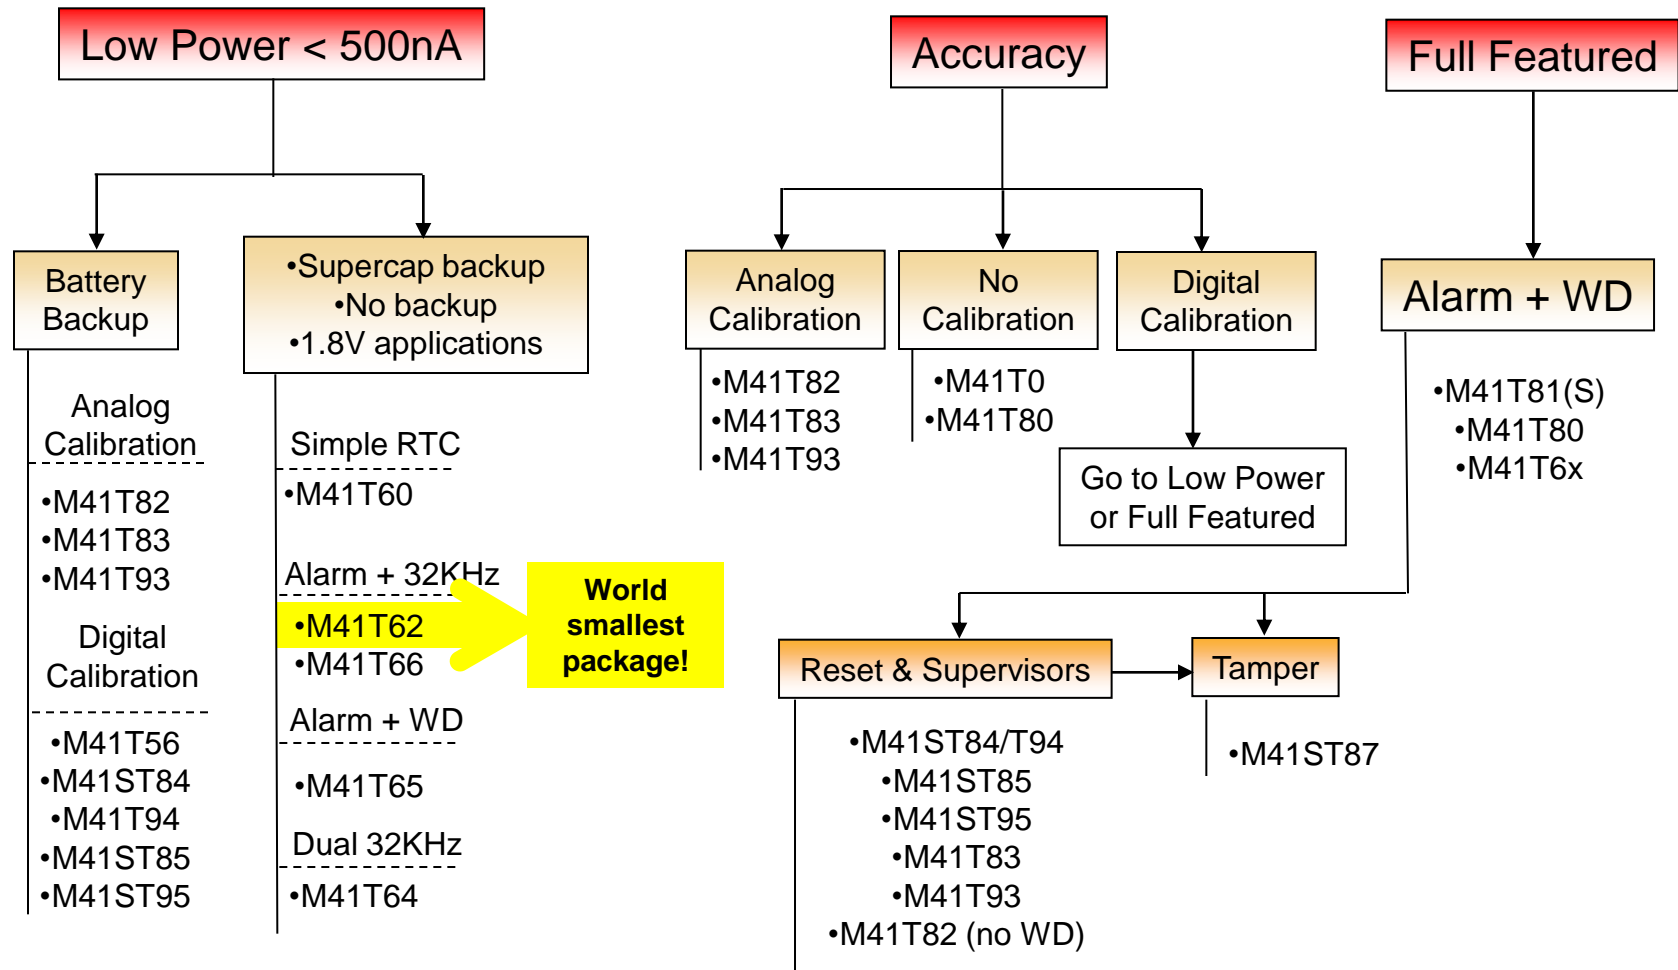 Low Power < 500nA
Accuracy
Full Featured
Battery
Backup
•Supercap backup
•No backup
•1.8V applications
Analog
Calibration
•M41T82
•M41T83
•M41T93
Digital
Calibration
•M41T56
•M41ST84
•M41T94
•M41ST85
•M41ST95
Simple RTC
•M41T60
Alarm + 32KHz
•M41T62
•M41T66
World
smallest
package!
Alarm + WD
•M41T65
Dual 32KHz
•M41T64
Analog
Calibration
•M41T82
•M41T83
•M41T93
No
Calibration
•M41T0
•M41T80
Digital
Calibration
Go to Low Power
or Full Featured
Alarm + WD
•M41T81(S)
•M41T80
•M41T6x
Reset & Supervisors
•M41ST84/T94
•M41ST85
•M41ST95
•M41T83
•M41T93
•M41T82 (no WD)
Tamper
•M41ST87